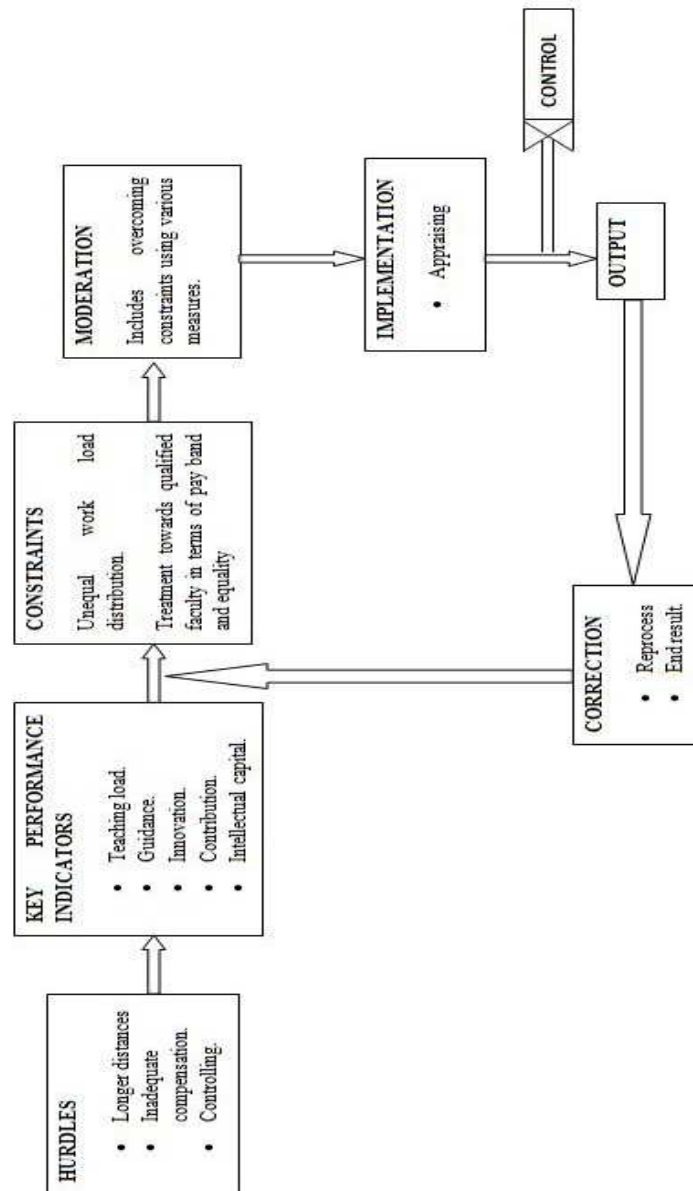 HURDLES
• Longer distances
• Inadequate
compensation.
• Controlling.
KEY PERFORMANCE
INDICATORS
• Teaching load.
• Guidance.
• Innovation.
• Contribution.
• Intellectual capital.
CONSTRAINTS
Unequal work load
distribution.
Treatment towards qualified
faculty in terms of pay band
and equality
MODERATION
Includes overcoming
constraints using various
measures.
IMPLEMENTATION
• Appraising
CONTROL
OUTPUT
CORRECTION
• Reprocess
• End result.